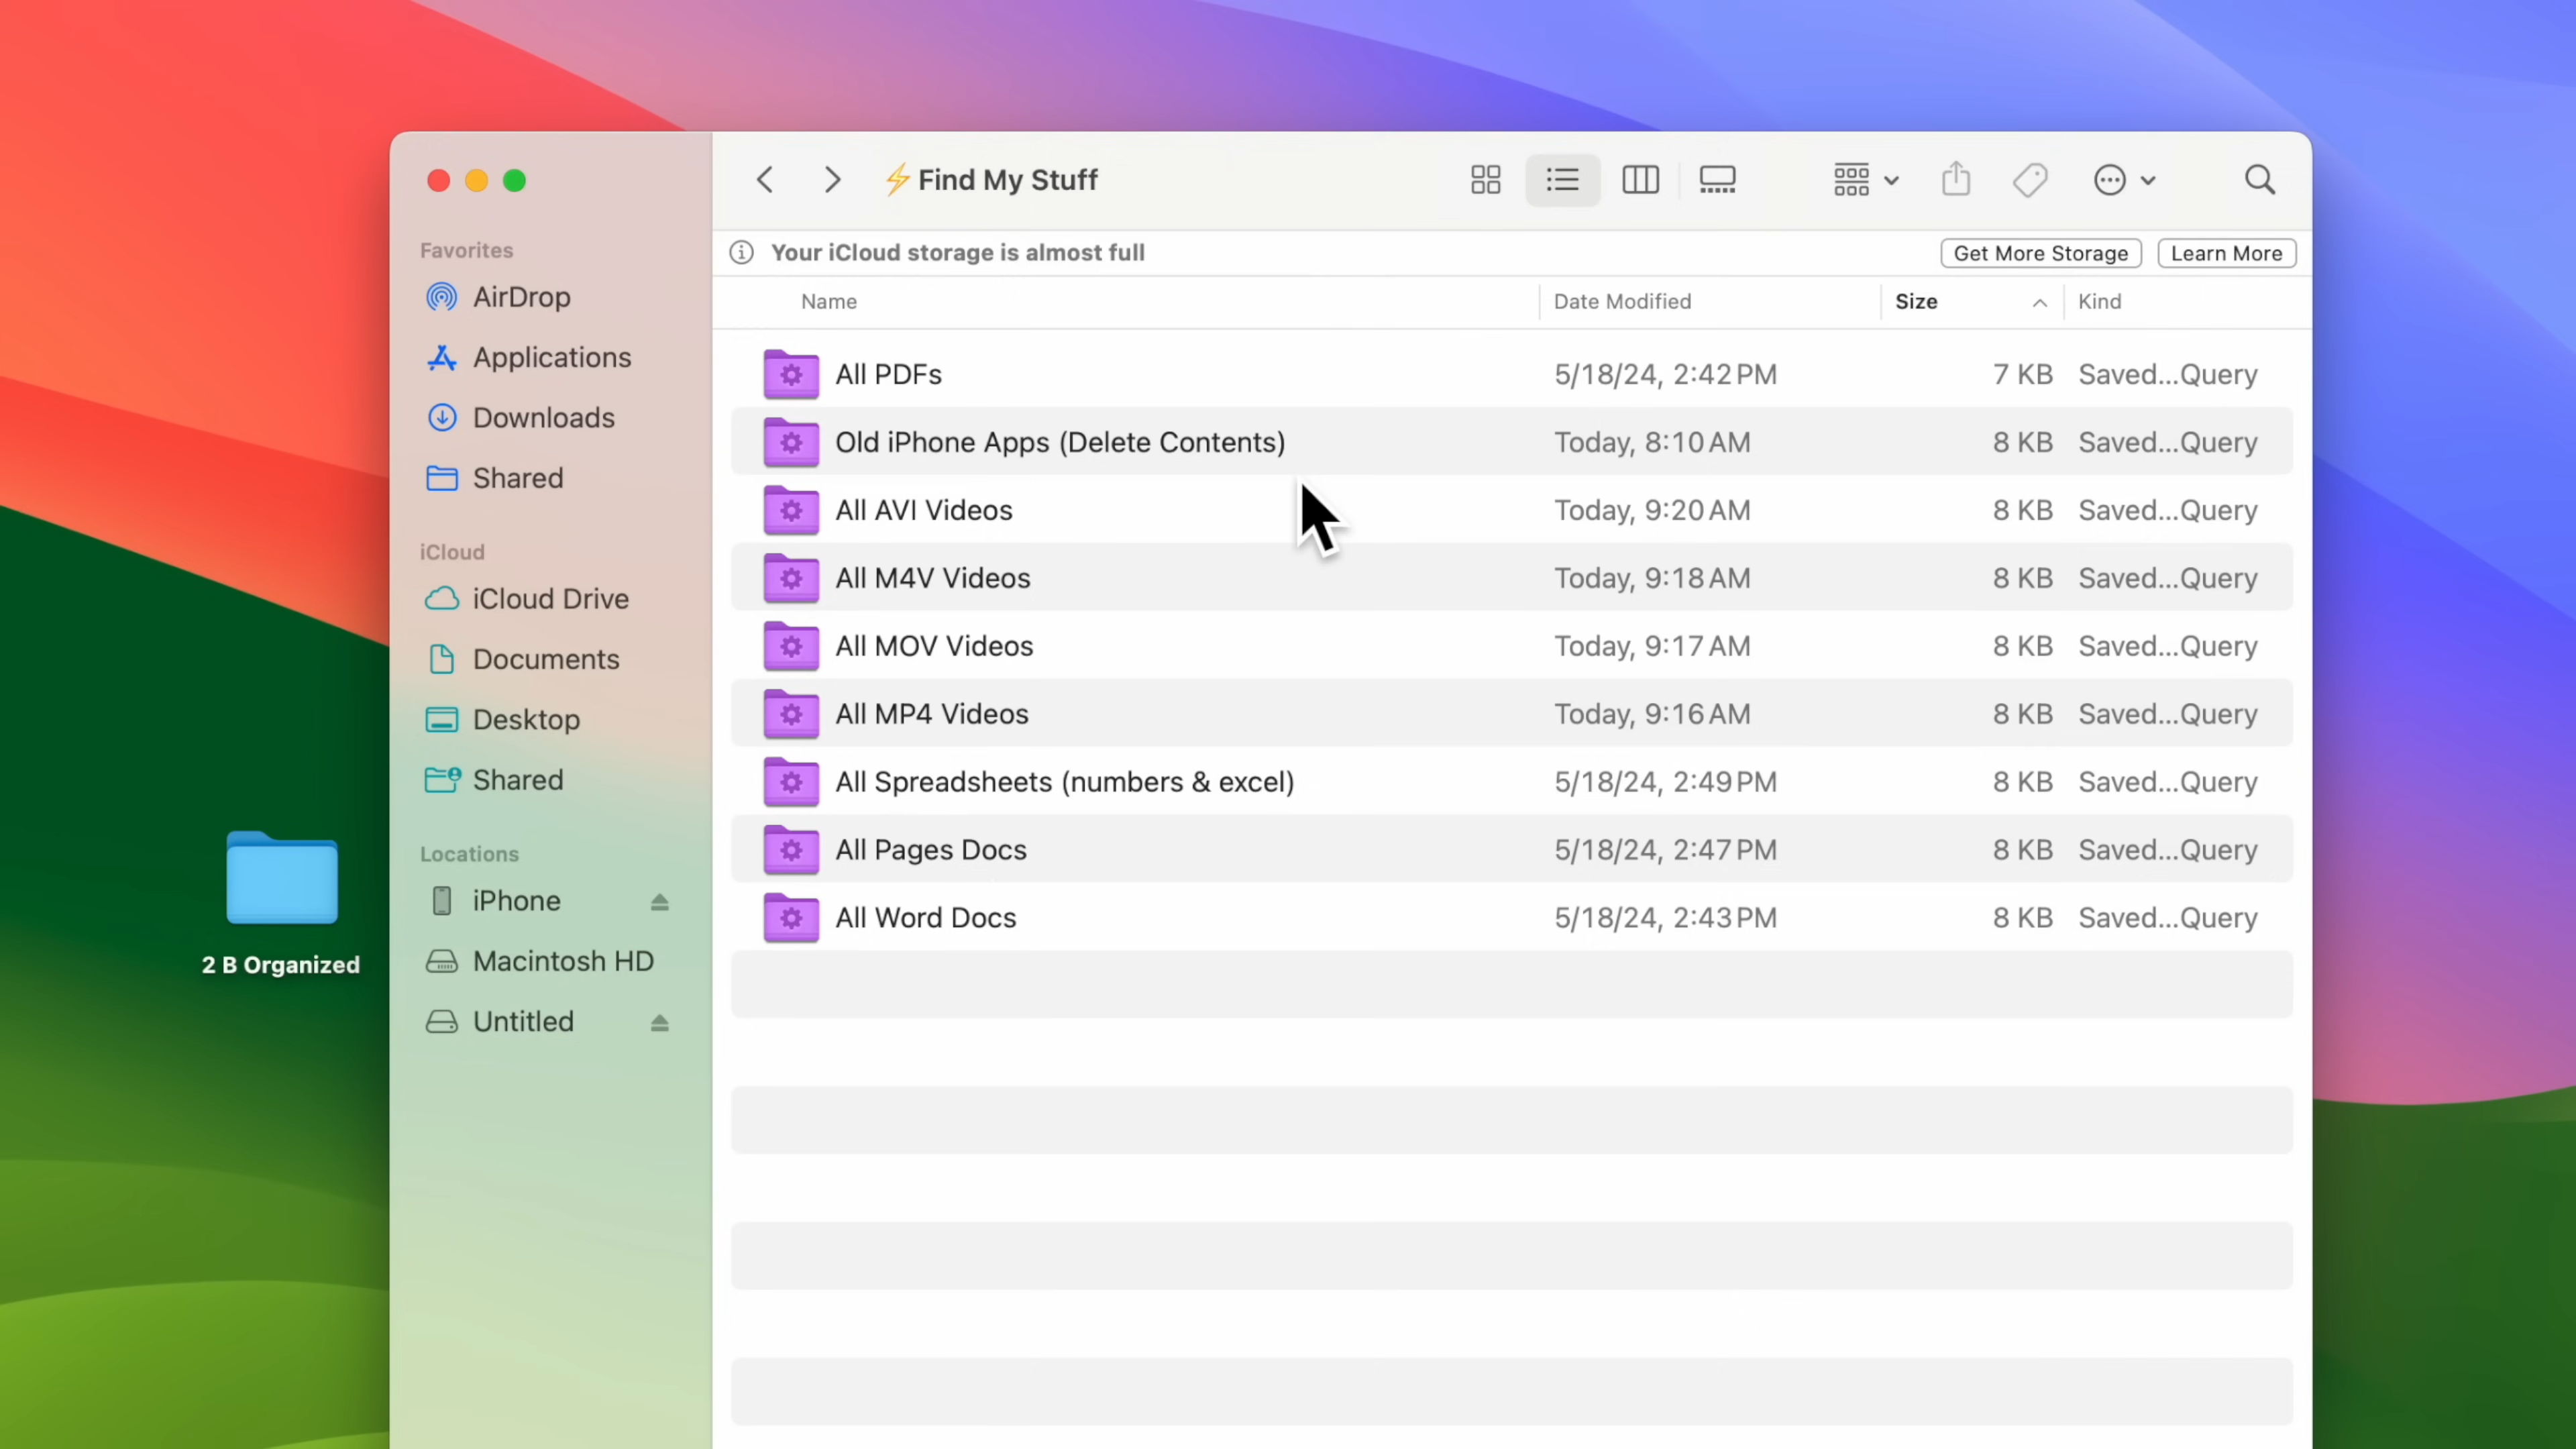 ⚡Find My Stuff
Your iCloud storage is almost full
Get More Storage
Learn More
Name
Date Modified
Size
Kind
All PDFs
5/18/24, 2:42 PM
7 KB
Saved...Query
Old iPhone Apps (Delete Contents)
Today, 8:10 AM
8 KB
Saved...Query
All AVI Videos
Today, 9:20 AM
8 KB
Saved...Query
All M4V Videos
Today, 9:18 AM
8 KB
Saved...Query
All MOV Videos
Today, 9:17 AM
8 KB
Saved...Query
All MP4 Videos
Today, 9:16 AM
8 KB
Saved...Query
All Spreadsheets (numbers & excel)
5/18/24, 2:49 PM
8 KB
Saved...Query
All Pages Docs
5/18/24, 2:47 PM
8 KB
Saved...Query
All Word Docs
5/18/24, 2:43 PM
8 KB
Saved...Query
Favorites
AirDrop
Applications
Downloads
Shared
iCloud
iCloud Drive
Documents
Desktop
Shared
Locations
iPhone
Macintosh HD
Untitled
2 B Organized